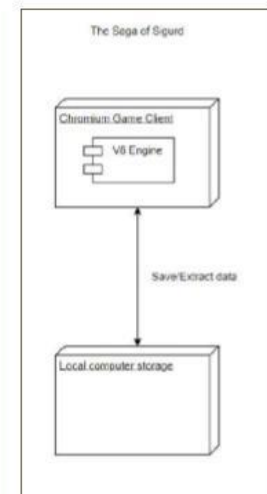 The Saga of Sigurd
Chromium Game Client
V8 Engine
Save/Extract data
Local computer storage